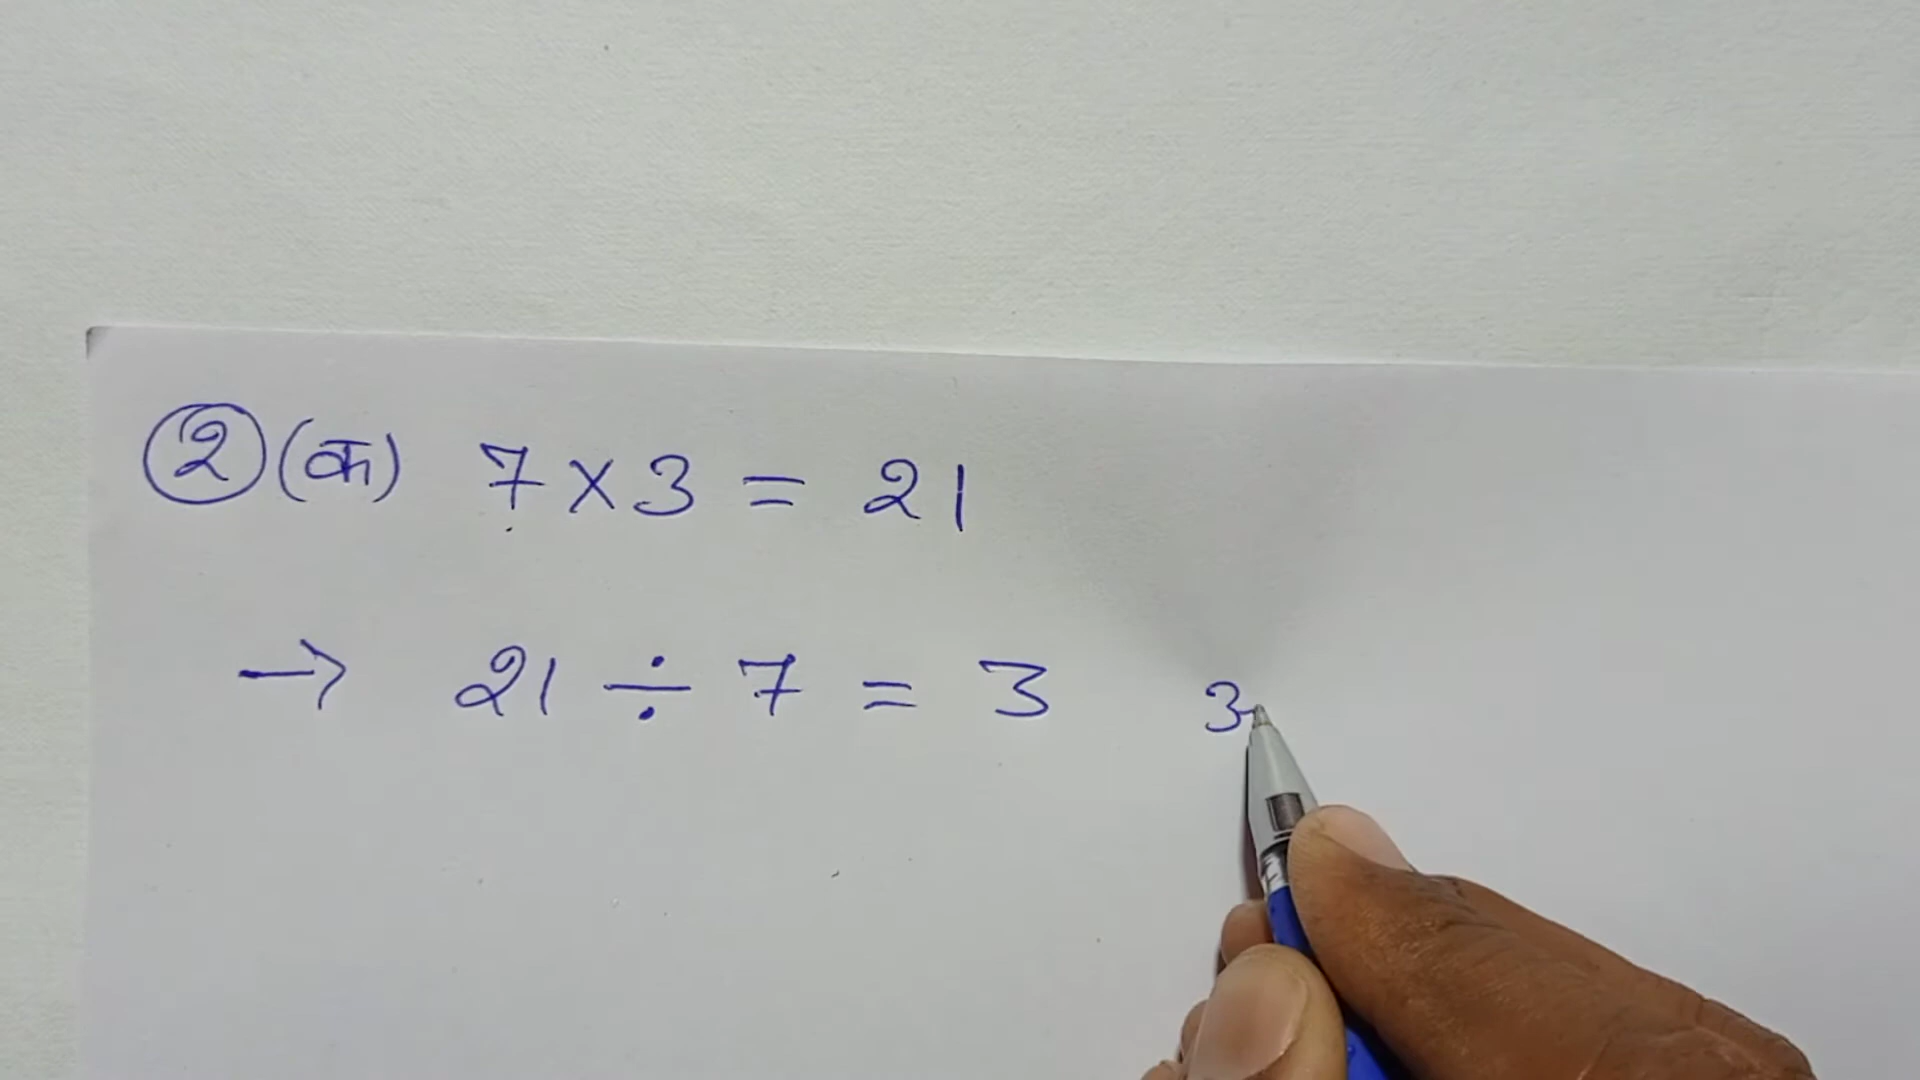 2 (क) 7 × 3 = 21
→ 21 ÷ 7 = 3 3